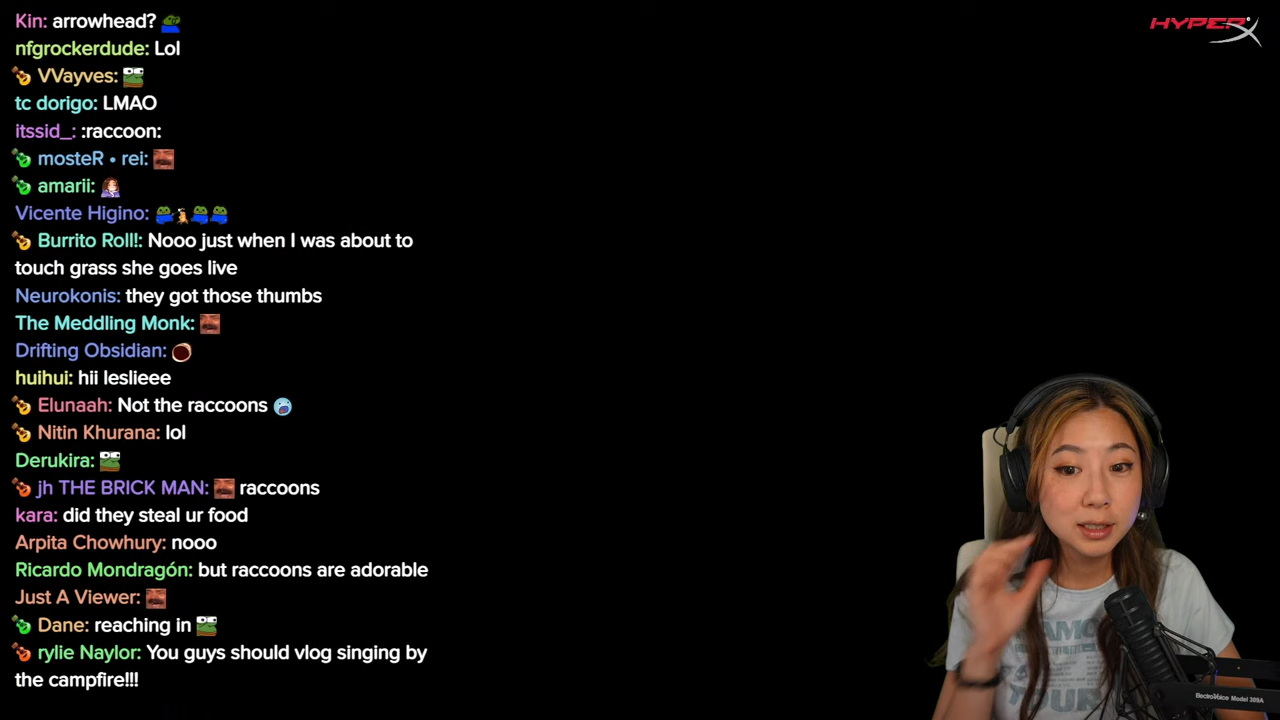 Kin: arrowhead?
HYPERX
nfgrockerdude: Lol
VVayves:
tc dorigo: LMAO
itssid_: :raccoon:
mosteR • rei:
amarii:
Vicente Higino:
Burrito Roll!: Nooo just when I was about to
touch grass she goes live
Neurokonis: they got those thumbs
The Meddling Monk:
Drifting Obsidian:
huihui: hii leslieee
Elunaah: Not the raccoons
Nitin Khurana: lol
Derukira:
jh THE BRICK MAN: raccoons
kara: did they steal ur food
Arpita Chowhury: nooo
Ricardo Mondragón: but raccoons are adorable
Just A Viewer:
Dane: reaching in
rylie Naylor: You guys should vlog singing by
the campfire!!!
YOUR
ElectroVoice Model 309A